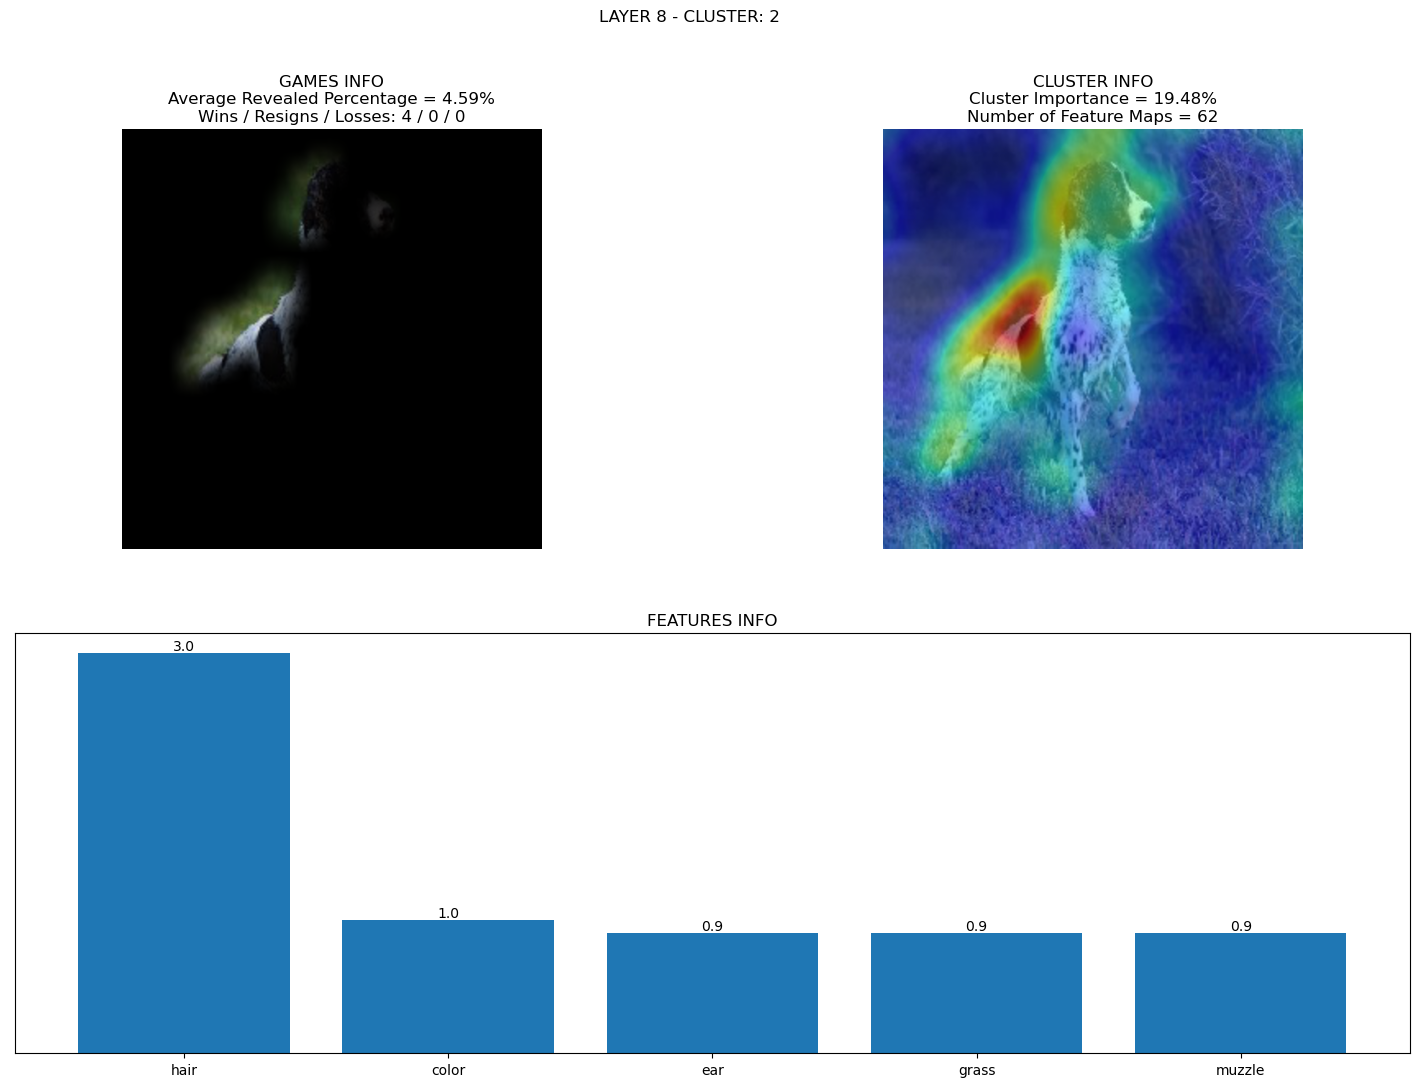 LAYER 8 - CLUSTER: 2
GAMES INFO
Average Revealed Percentage = 4.59%
Wins / Resigns / Losses: 4 / 0 / 0
CLUSTER INFO
Cluster Importance = 19.48%
Number of Feature Maps = 62
FEATURES INFO
3.0
1.0
0.9
0.9
0.9
hair
color
ear
grass
muzzle